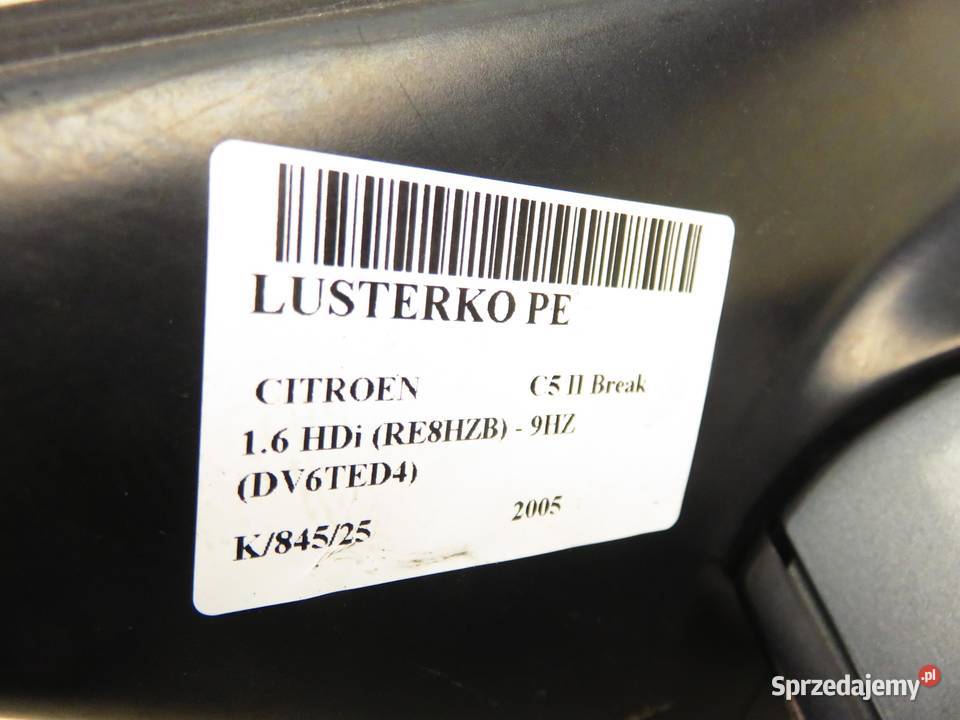 LUSTERKO PE
CITROEN C5 II Break
1.6 HDi (RE8HZB) - 9HZ
(DV6TED4)
K/845/25 2005
Sprzedajemy.pl